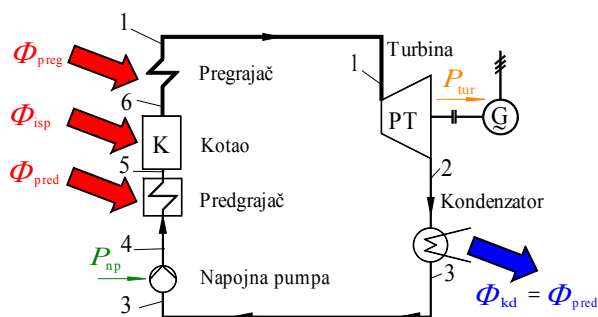 1
Turbina
Φpreg
Pregrajač
1
Ptur
6
Φisp
K
Kotao
PT
G
~
5
2
Φpred
Predgrajač
Kondenzator
4
Pnp
Napojna pumpa
3
3
Φkd = Φpred